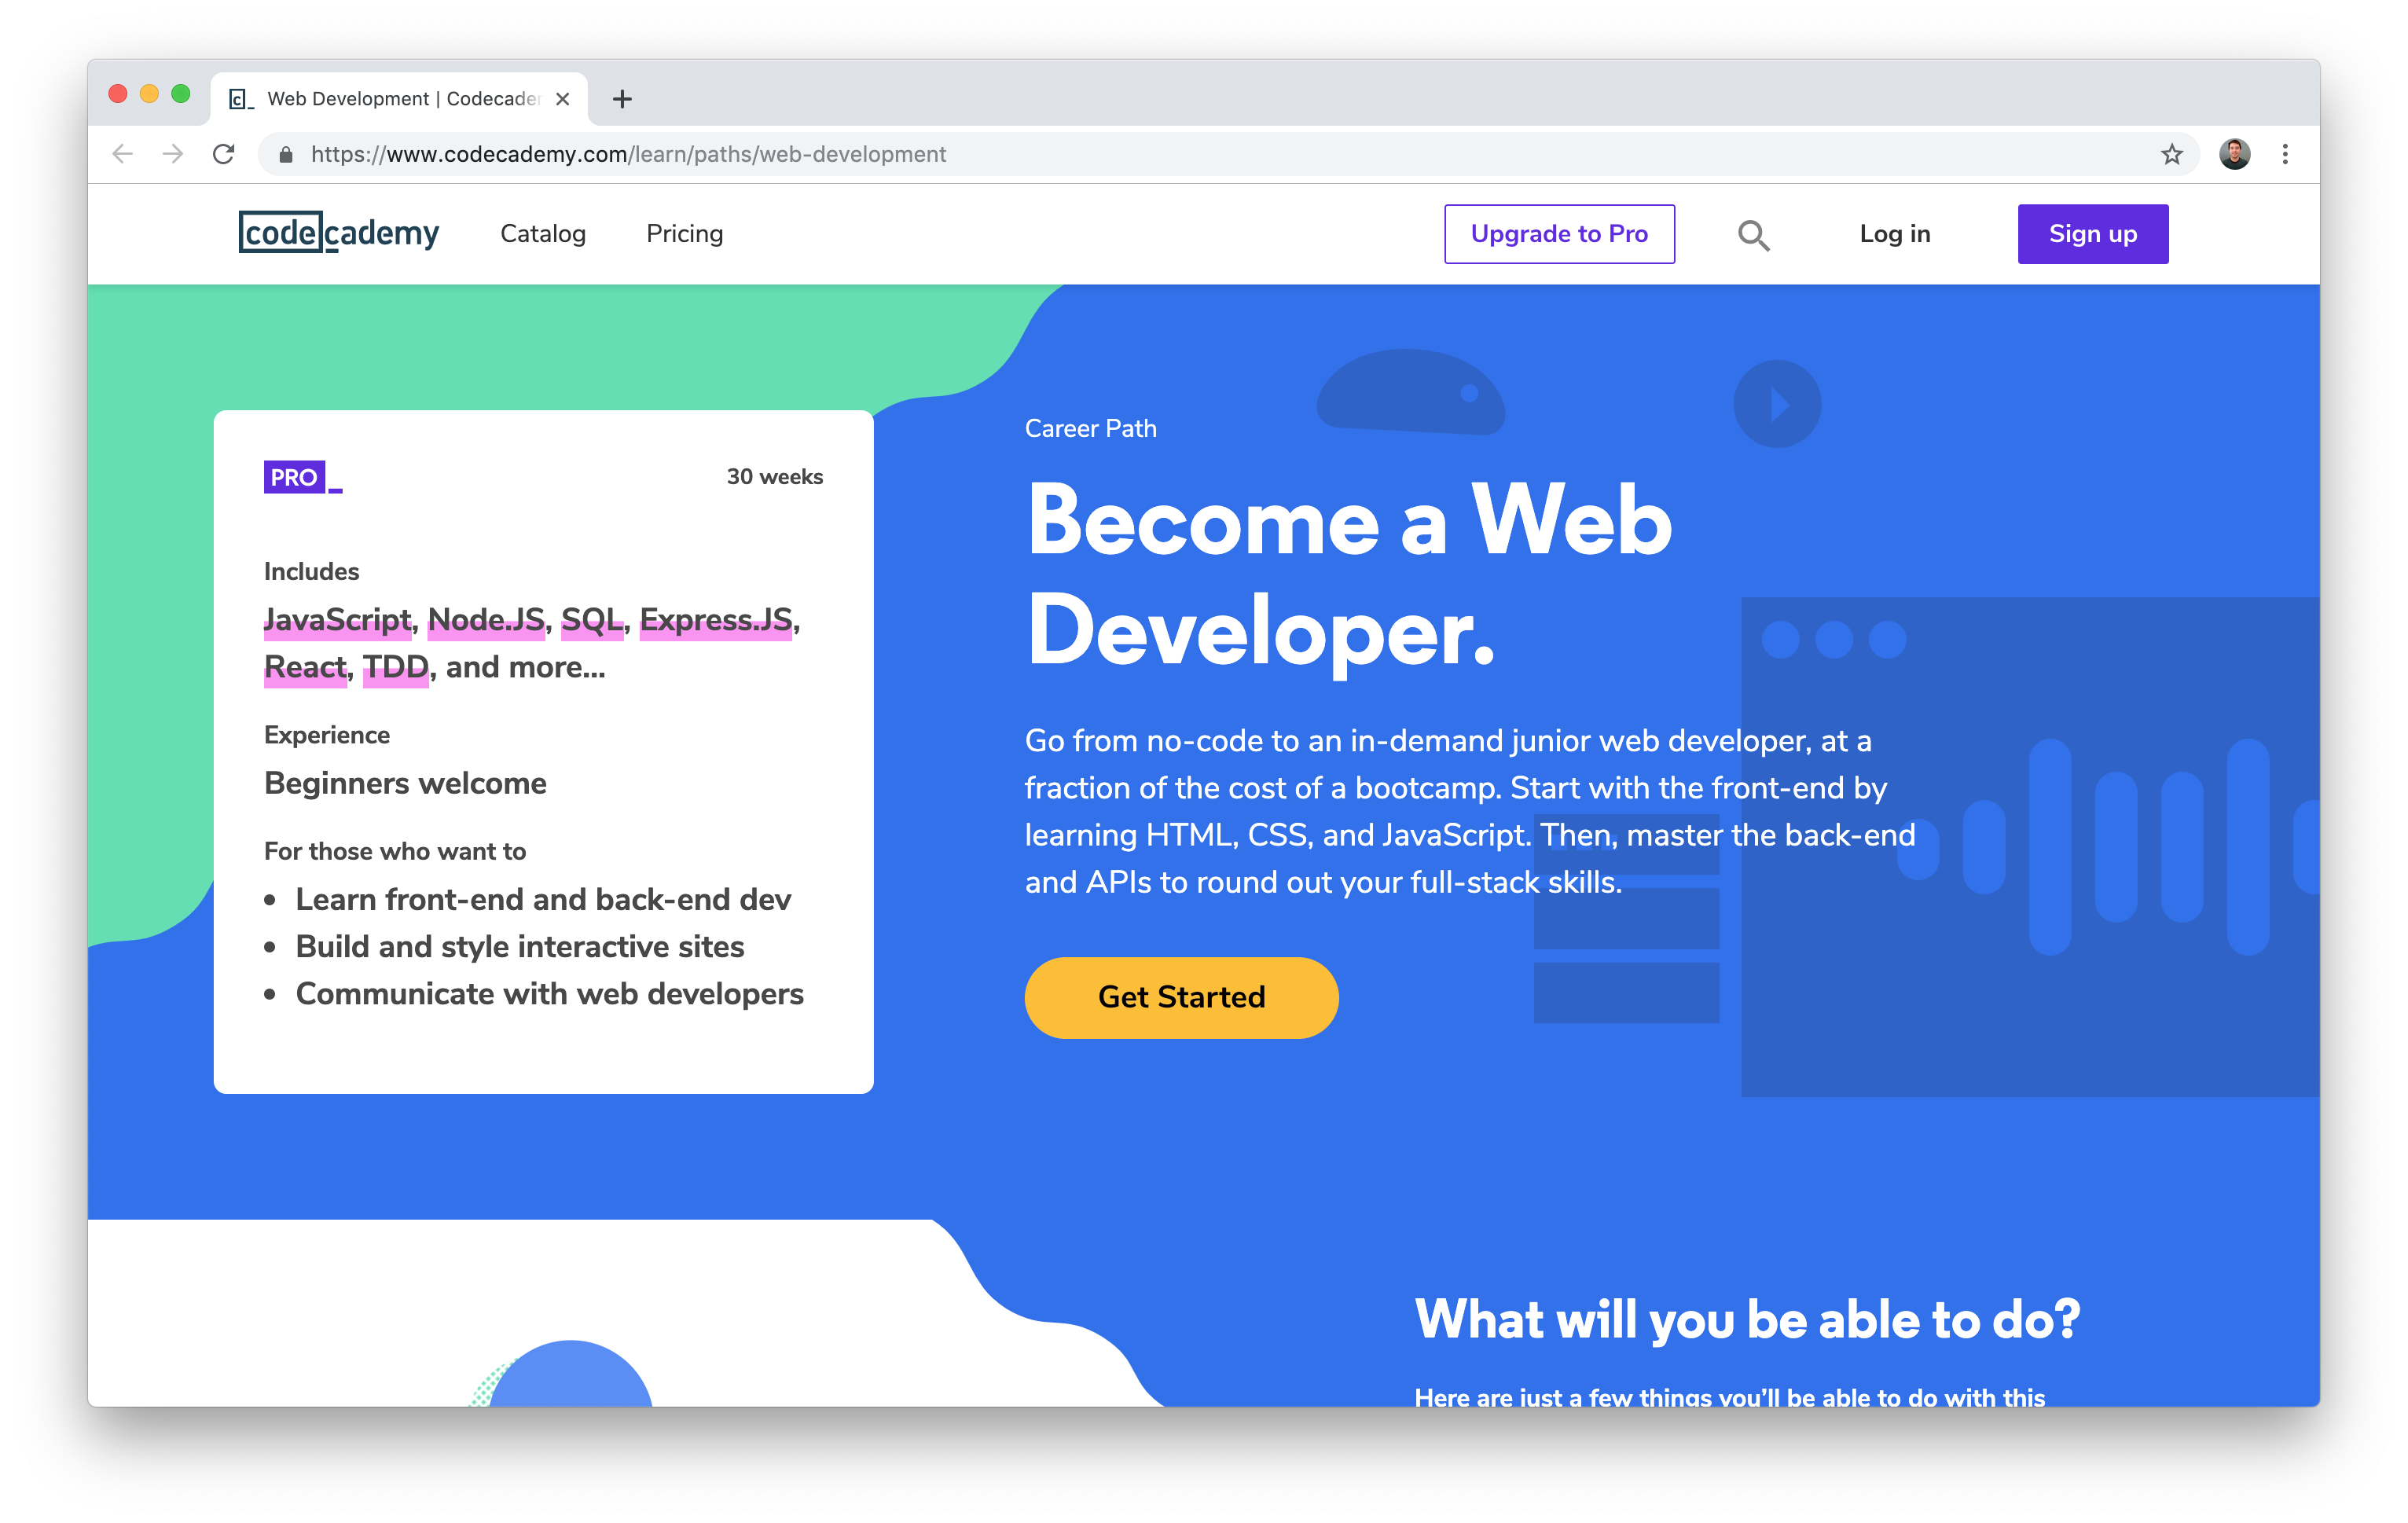 Web Development | Codecade
https://www.codecademy.com/learn/paths/web-development
codecademy
Catalog
Pricing
Upgrade to Pro
Log in
Sign up
PRO_
30 weeks
Includes
JavaScript, Node.JS, SQL, Express.JS,
React, TDD, and more...
Experience
Beginners welcome
For those who want to
• Learn front-end and back-end dev
• Build and style interactive sites
• Communicate with web developers
Career Path
Become a Web
Developer.
Go from no-code to an in-demand junior web developer, at a
fraction of the cost of a bootcamp. Start with the front-end by
learning HTML, CSS, and JavaScript. Then, master the back-end
and APIs to round out your full-stack skills.
Get Started
What will you be able to do?
Here are just a few things you’ll be able to do with this